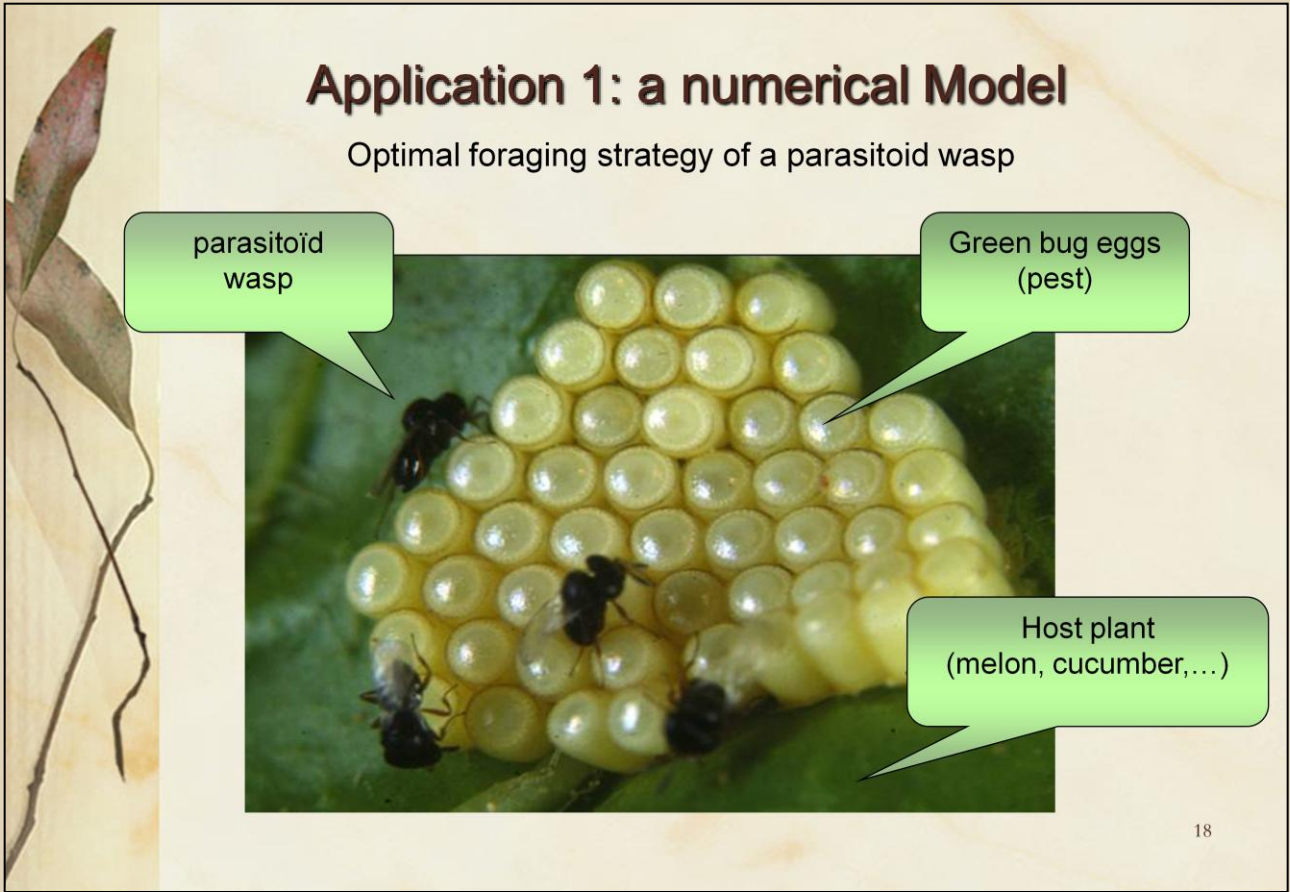 Application 1: a numerical Model
Optimal foraging strategy of a parasitoid wasp
parasitoïd
wasp
Green bug eggs
(pest)
Host plant
(melon, cucumber,…)
18